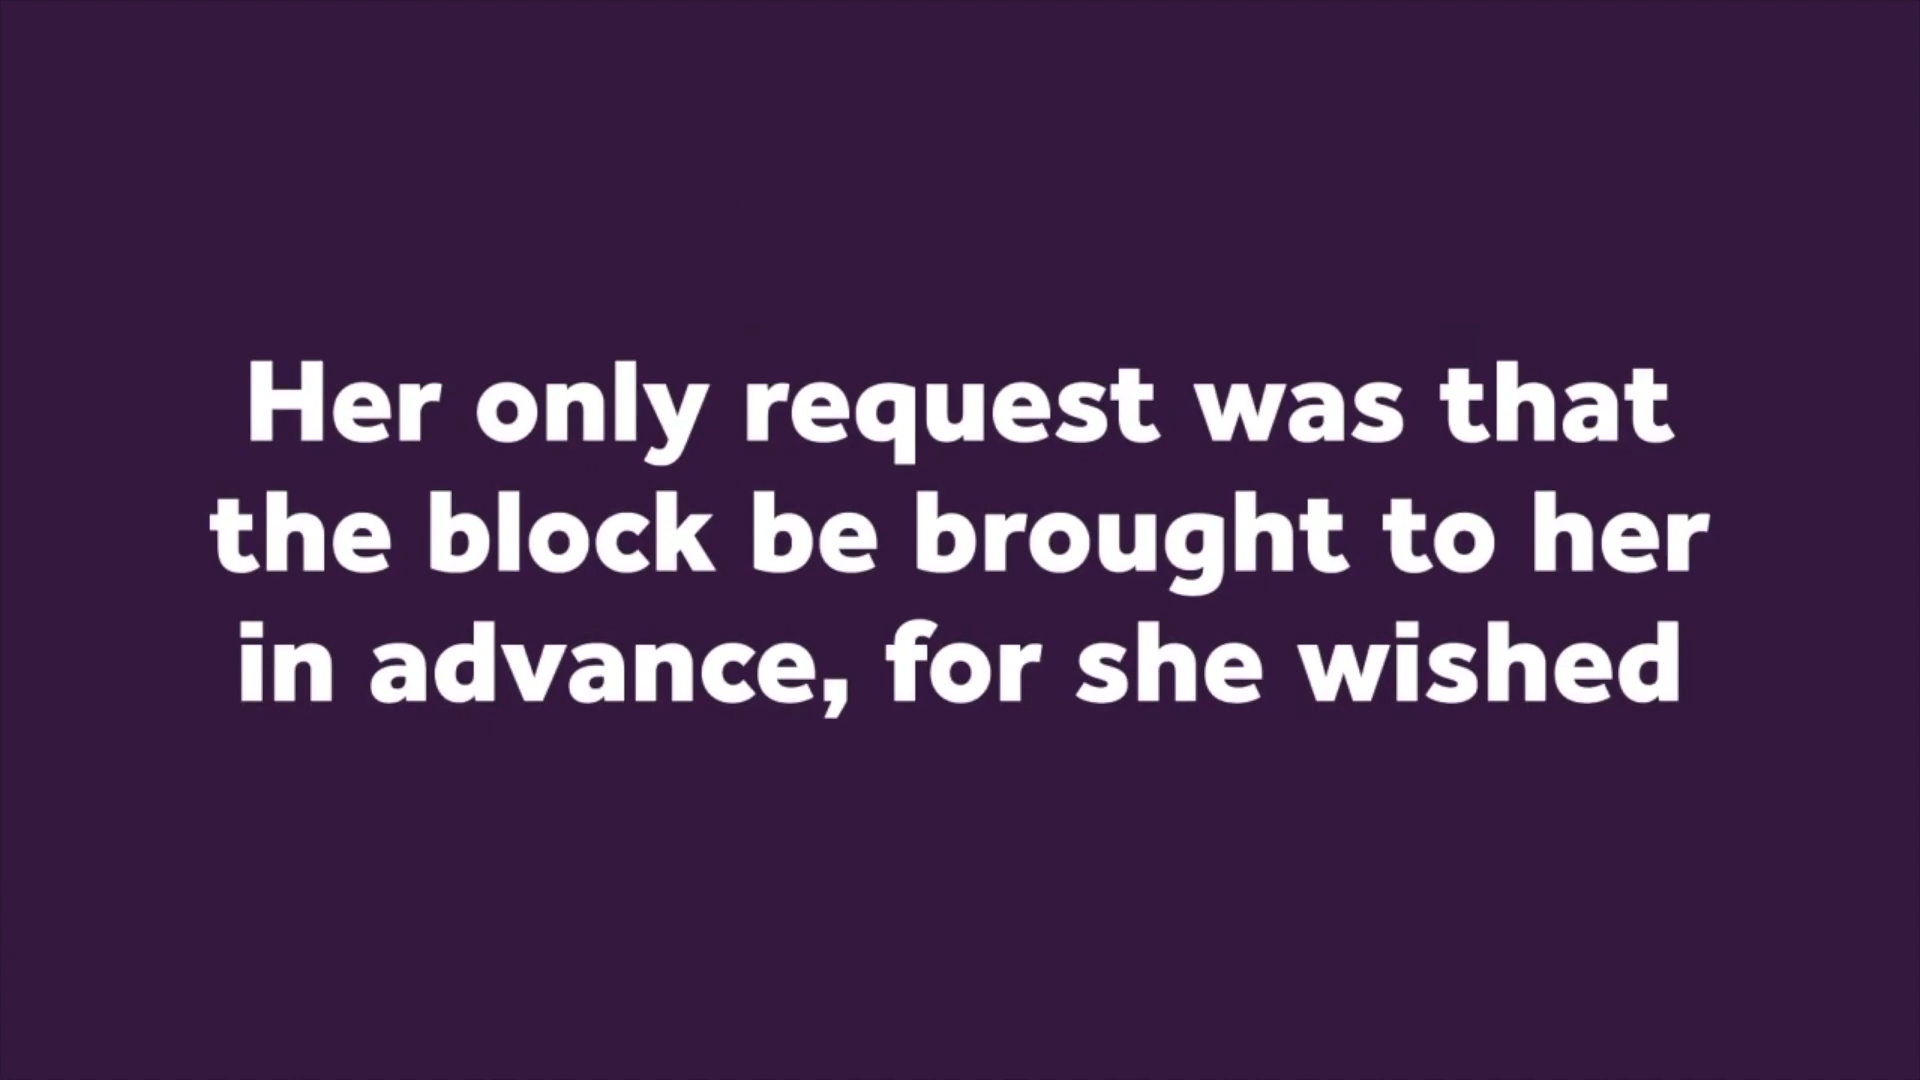 Her only request was that
the block be brought to her
in advance, for she wished